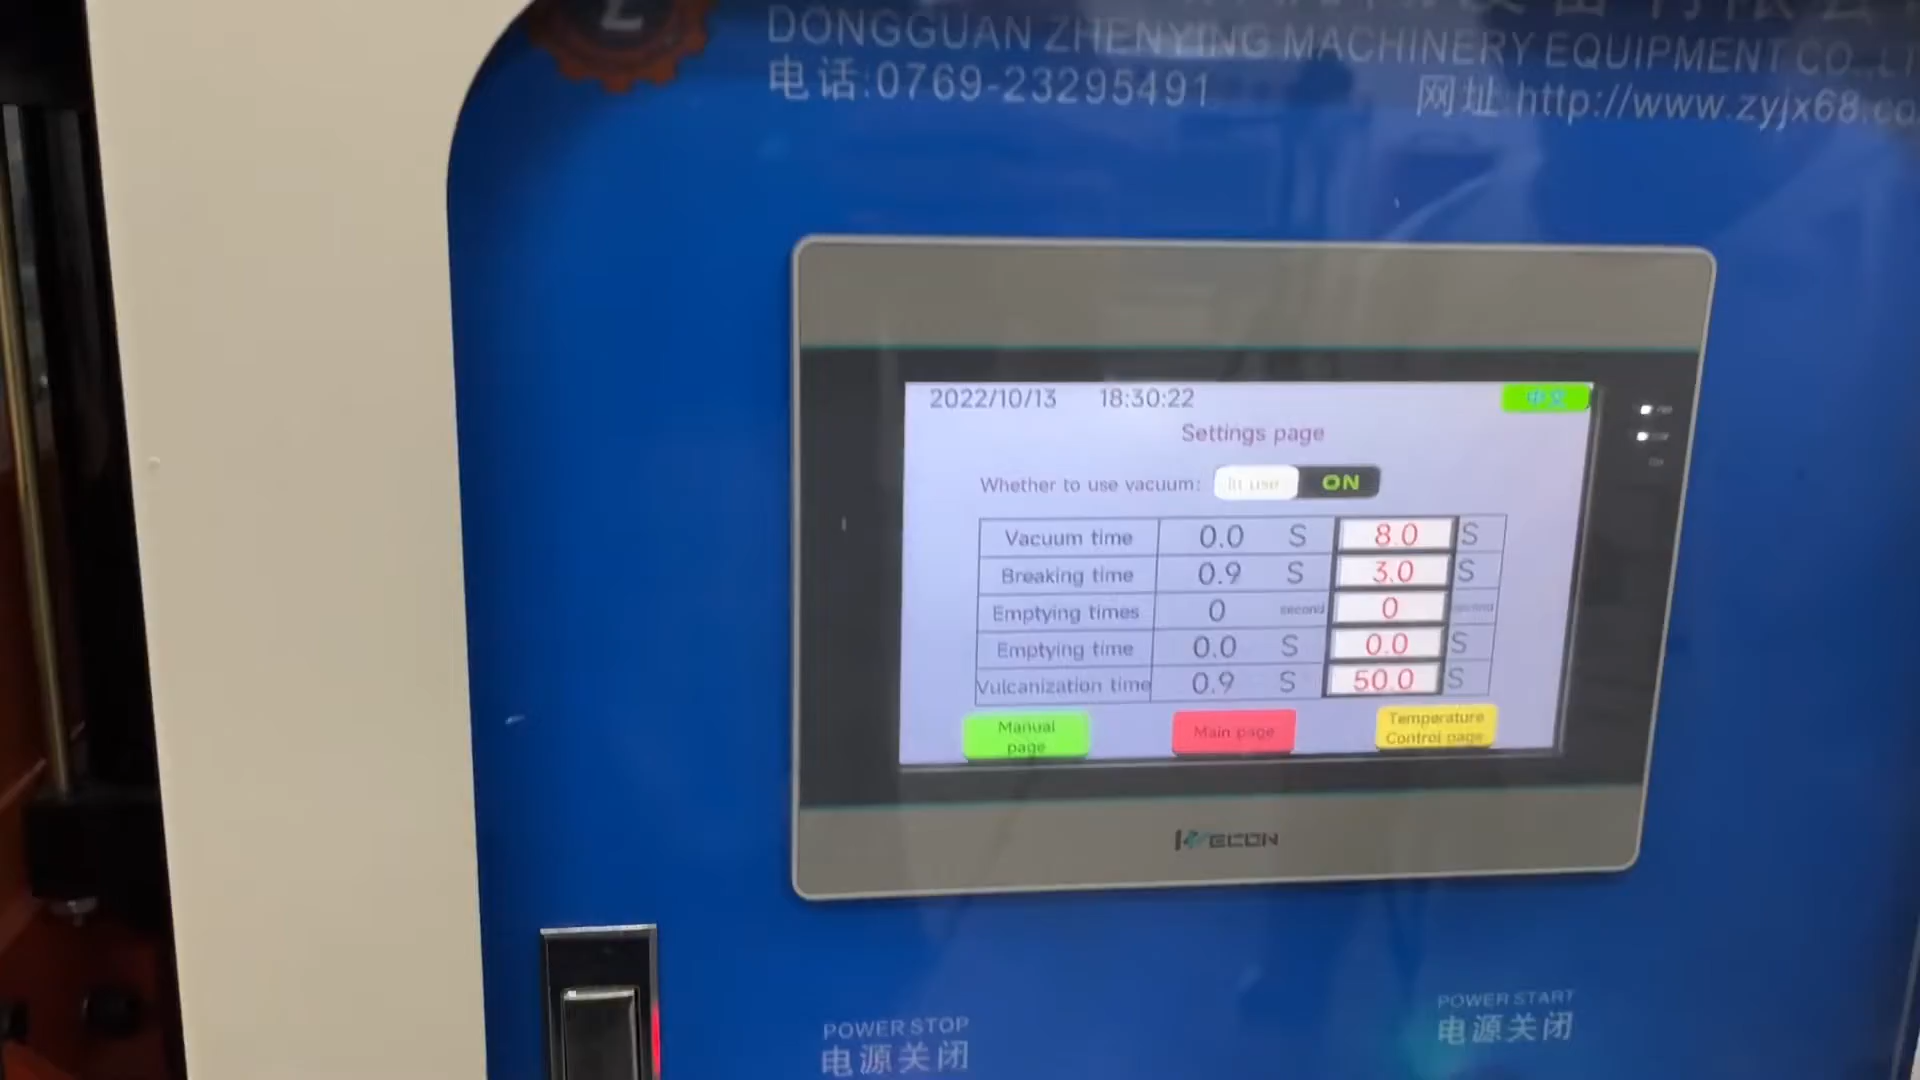 DONGGUAN ZHENYING MACHINERY EQUIPMENT CO.,LT
电话:0769-23295491 网址:http://www.zyjx68.co
2022/10/13 18:30:22 中文
Settings page
Whether to use vacuum: In use ON
Vacuum time 0.0 S 8.0 S
Breaking time 0.9 S 3.0 S
Emptying times 0 second 0 second
Emptying time 0.0 S 0.0 S
Vulcanization time 0.9 S 50.0 S
Manual page
Main page
Temperature
Control page
WECON
POWER STOP
电源关闭
POWER START
电源关闭